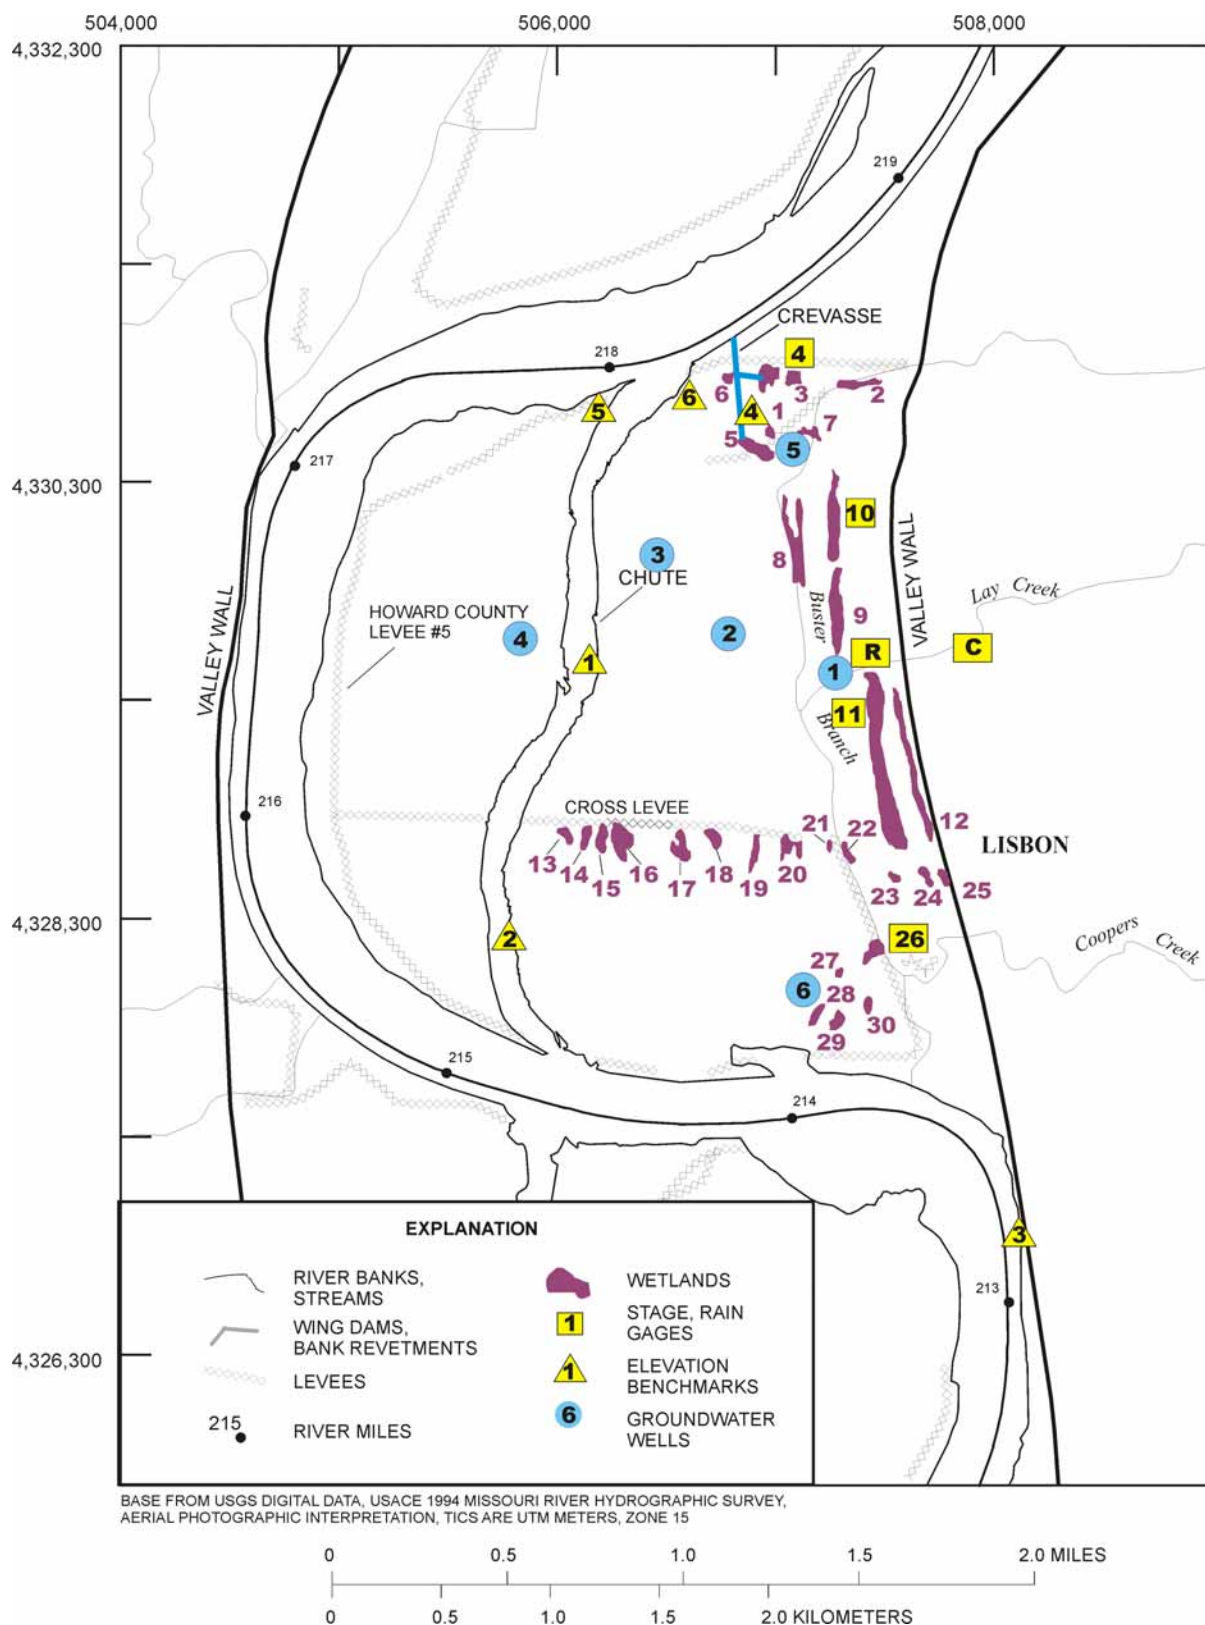 504,000 506,000 508,000
4,332,300
219
CREVASSE
218
4
6
5
6
4
1
3
2
5
7
5
217
4,330,300
10
3
8
CHUTE
VALLEY WALL
Lay Creek
HOWARD COUNTY
LEVEE #5
4
2
Buster
9
VALLEY WALL
1
R
C
1
11
Branch
216
CROSS LEVEE
21
22
12
LISBON
13
14
15
16
17
18
19
20
23
24
25
4,328,300
2
26
Coopers
Creek
27
6
28
30
29
215
214
3
213
EXPLANATION
RIVER BANKS,
STREAMS
WING DAMS,
BANK REVETMENTS
LEVEES
215
RIVER MILES
WETLANDS
1
STAGE, RAIN
GAGES
1
ELEVATION
BENCHMARKS
6
GROUNDWATER
WELLS
4,326,300
BASE FROM USGS DIGITAL DATA, USACE 1994 MISSOURI RIVER HYDROGRAPHIC SURVEY,
AERIAL PHOTOGRAPHIC INTERPRETATION, TICS ARE UTM METERS, ZONE 15
0 0.5 1.0 1.5 2.0 MILES
0 0.5 1.0 1.5 2.0 KILOMETERS